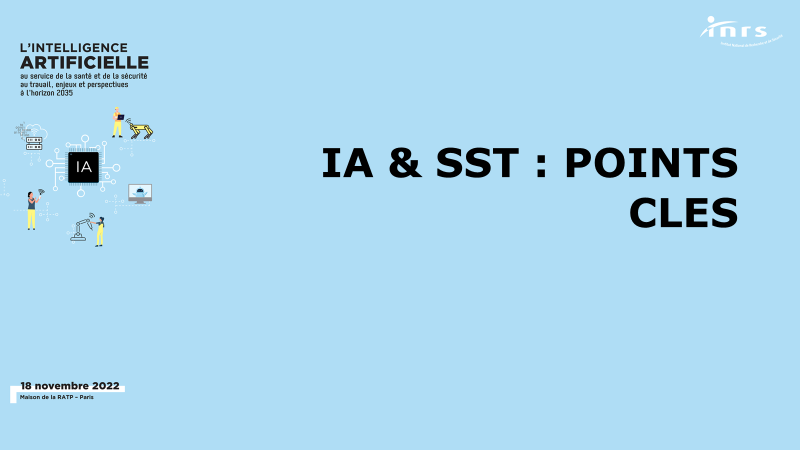 inrs
L'INTELLIGENCE
ARTIFICIELLE
au service de la santé et de la sécurité
au travail, enjeux et perspectives
à l'horizon 2035
IA
IA & SST : POINTS
CLES
18 novembre 2022
Maison de la RATP – Paris